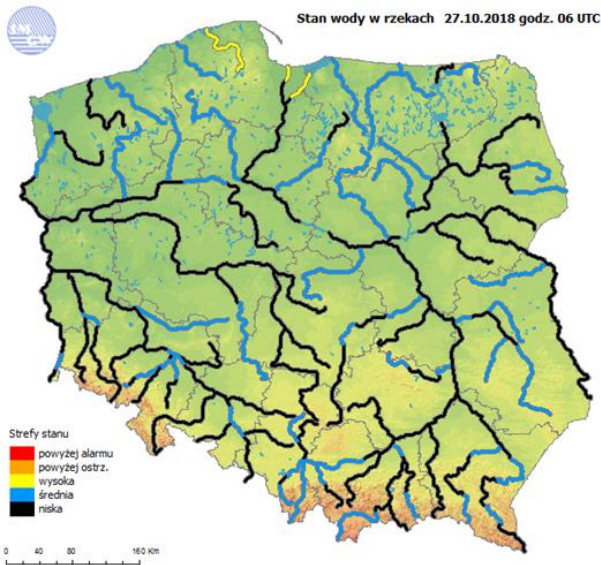 Stan wody w rzekach 27.10.2018 godz. 06 UTC
Strefy stanu
powyżej alarmu
powyżej ostrz.
wysoka
średnia
niska
0 40 80 160 Km